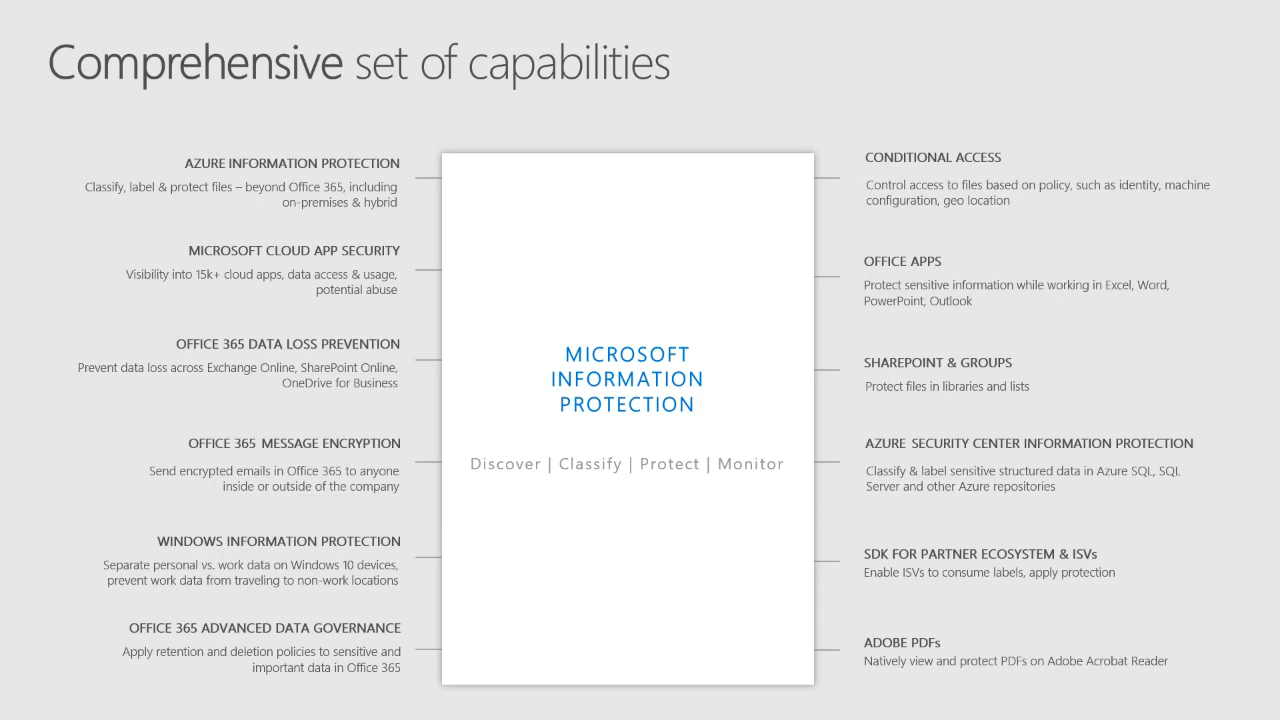 Comprehensive set of capabilities
AZURE INFORMATION PROTECTION
Classify, label & protect files – beyond Office 365, including
on-premises & hybrid
MICROSOFT CLOUD APP SECURITY
Visibility into 15k+ cloud apps, data access & usage,
potential abuse
OFFICE 365 DATA LOSS PREVENTION
Prevent data loss across Exchange Online, SharePoint Online,
OneDrive for Business
OFFICE 365 MESSAGE ENCRYPTION
Send encrypted emails in Office 365 to anyone
inside or outside of the company
WINDOWS INFORMATION PROTECTION
Separate personal vs. work data on Windows 10 devices,
prevent work data from traveling to non-work locations
OFFICE 365 ADVANCED DATA GOVERNANCE
Apply retention and deletion policies to sensitive and
important data in Office 365
MICROSOFT
INFORMATION
PROTECTION
Discover | Classify | Protect | Monitor
CONDITIONAL ACCESS
Control access to files based on policy, such as identity, machine
configuration, geo location
OFFICE APPS
Protect sensitive information while working in Excel, Word,
PowerPoint, Outlook
SHAREPOINT & GROUPS
Protect files in libraries and lists
AZURE SECURITY CENTER INFORMATION PROTECTION
Classify & label sensitive structured data in Azure SQL, SQL
Server and other Azure repositories
SDK FOR PARTNER ECOSYSTEM & ISVs
Enable ISVs to consume labels, apply protection
ADOBE PDFs
Natively view and protect PDFs on Adobe Acrobat Reader